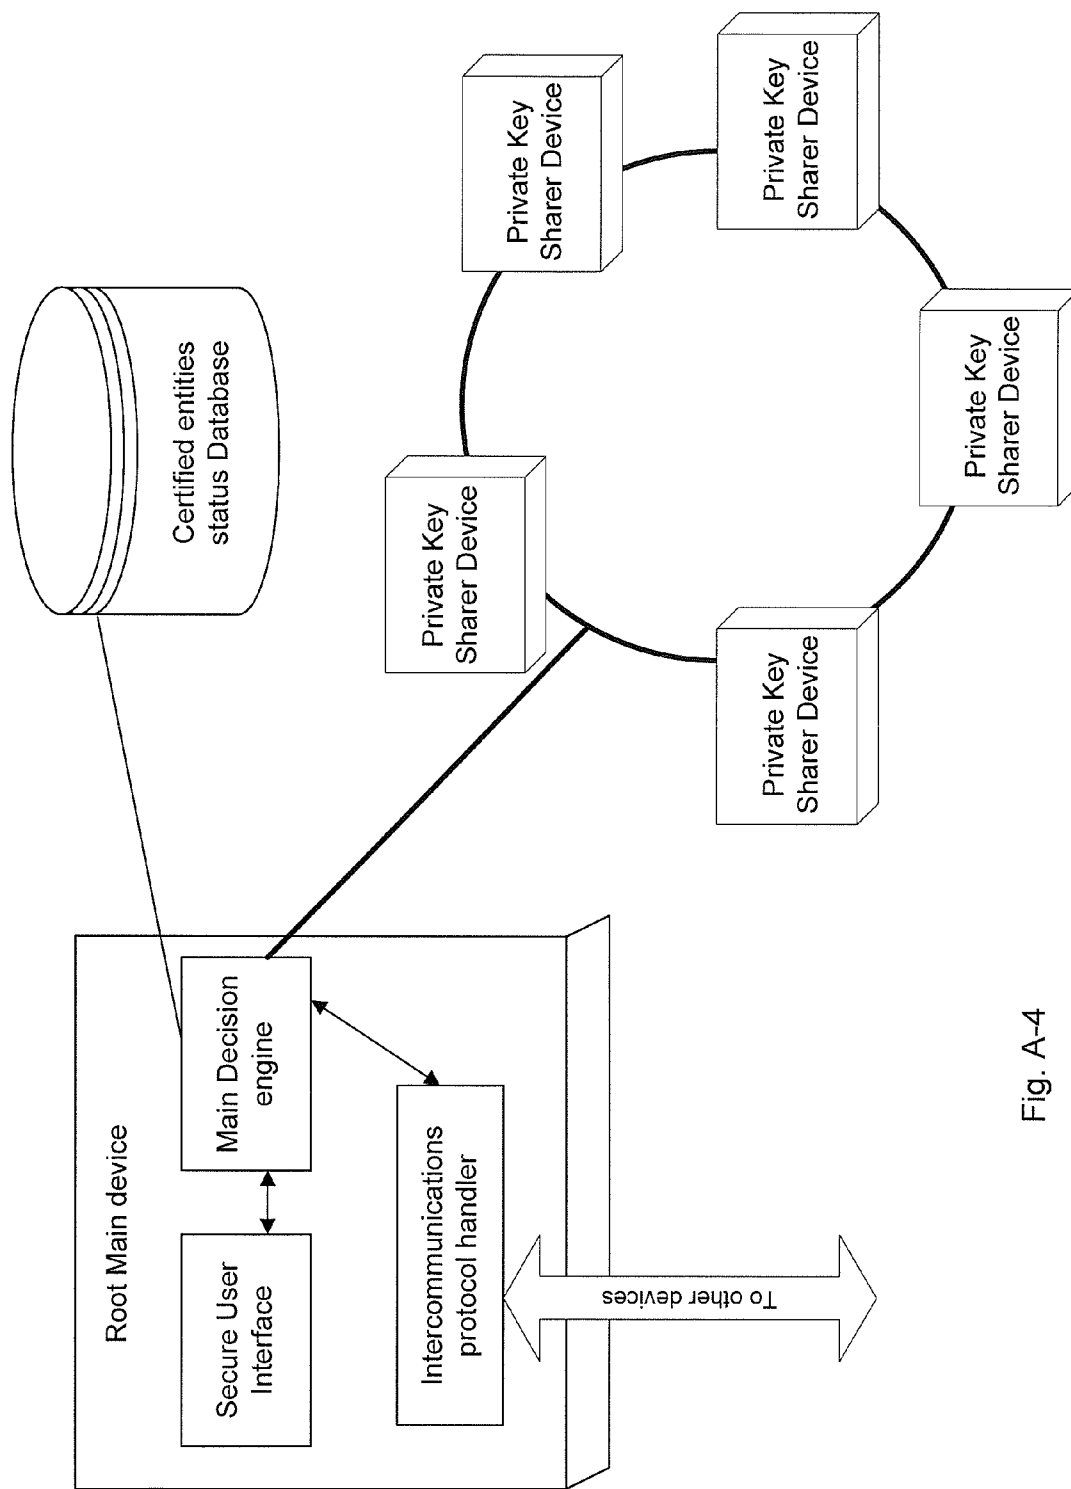 Root Main device
Secure User
Interface
Main Decision
engine
Intercommunications
protocol handler
To other devices
Certified entities
status Database
Private Key
Sharer Device
Private Key
Sharer Device
Private Key
Sharer Device
Private Key
Sharer Device
Private Key
Sharer Device
Fig. A-4